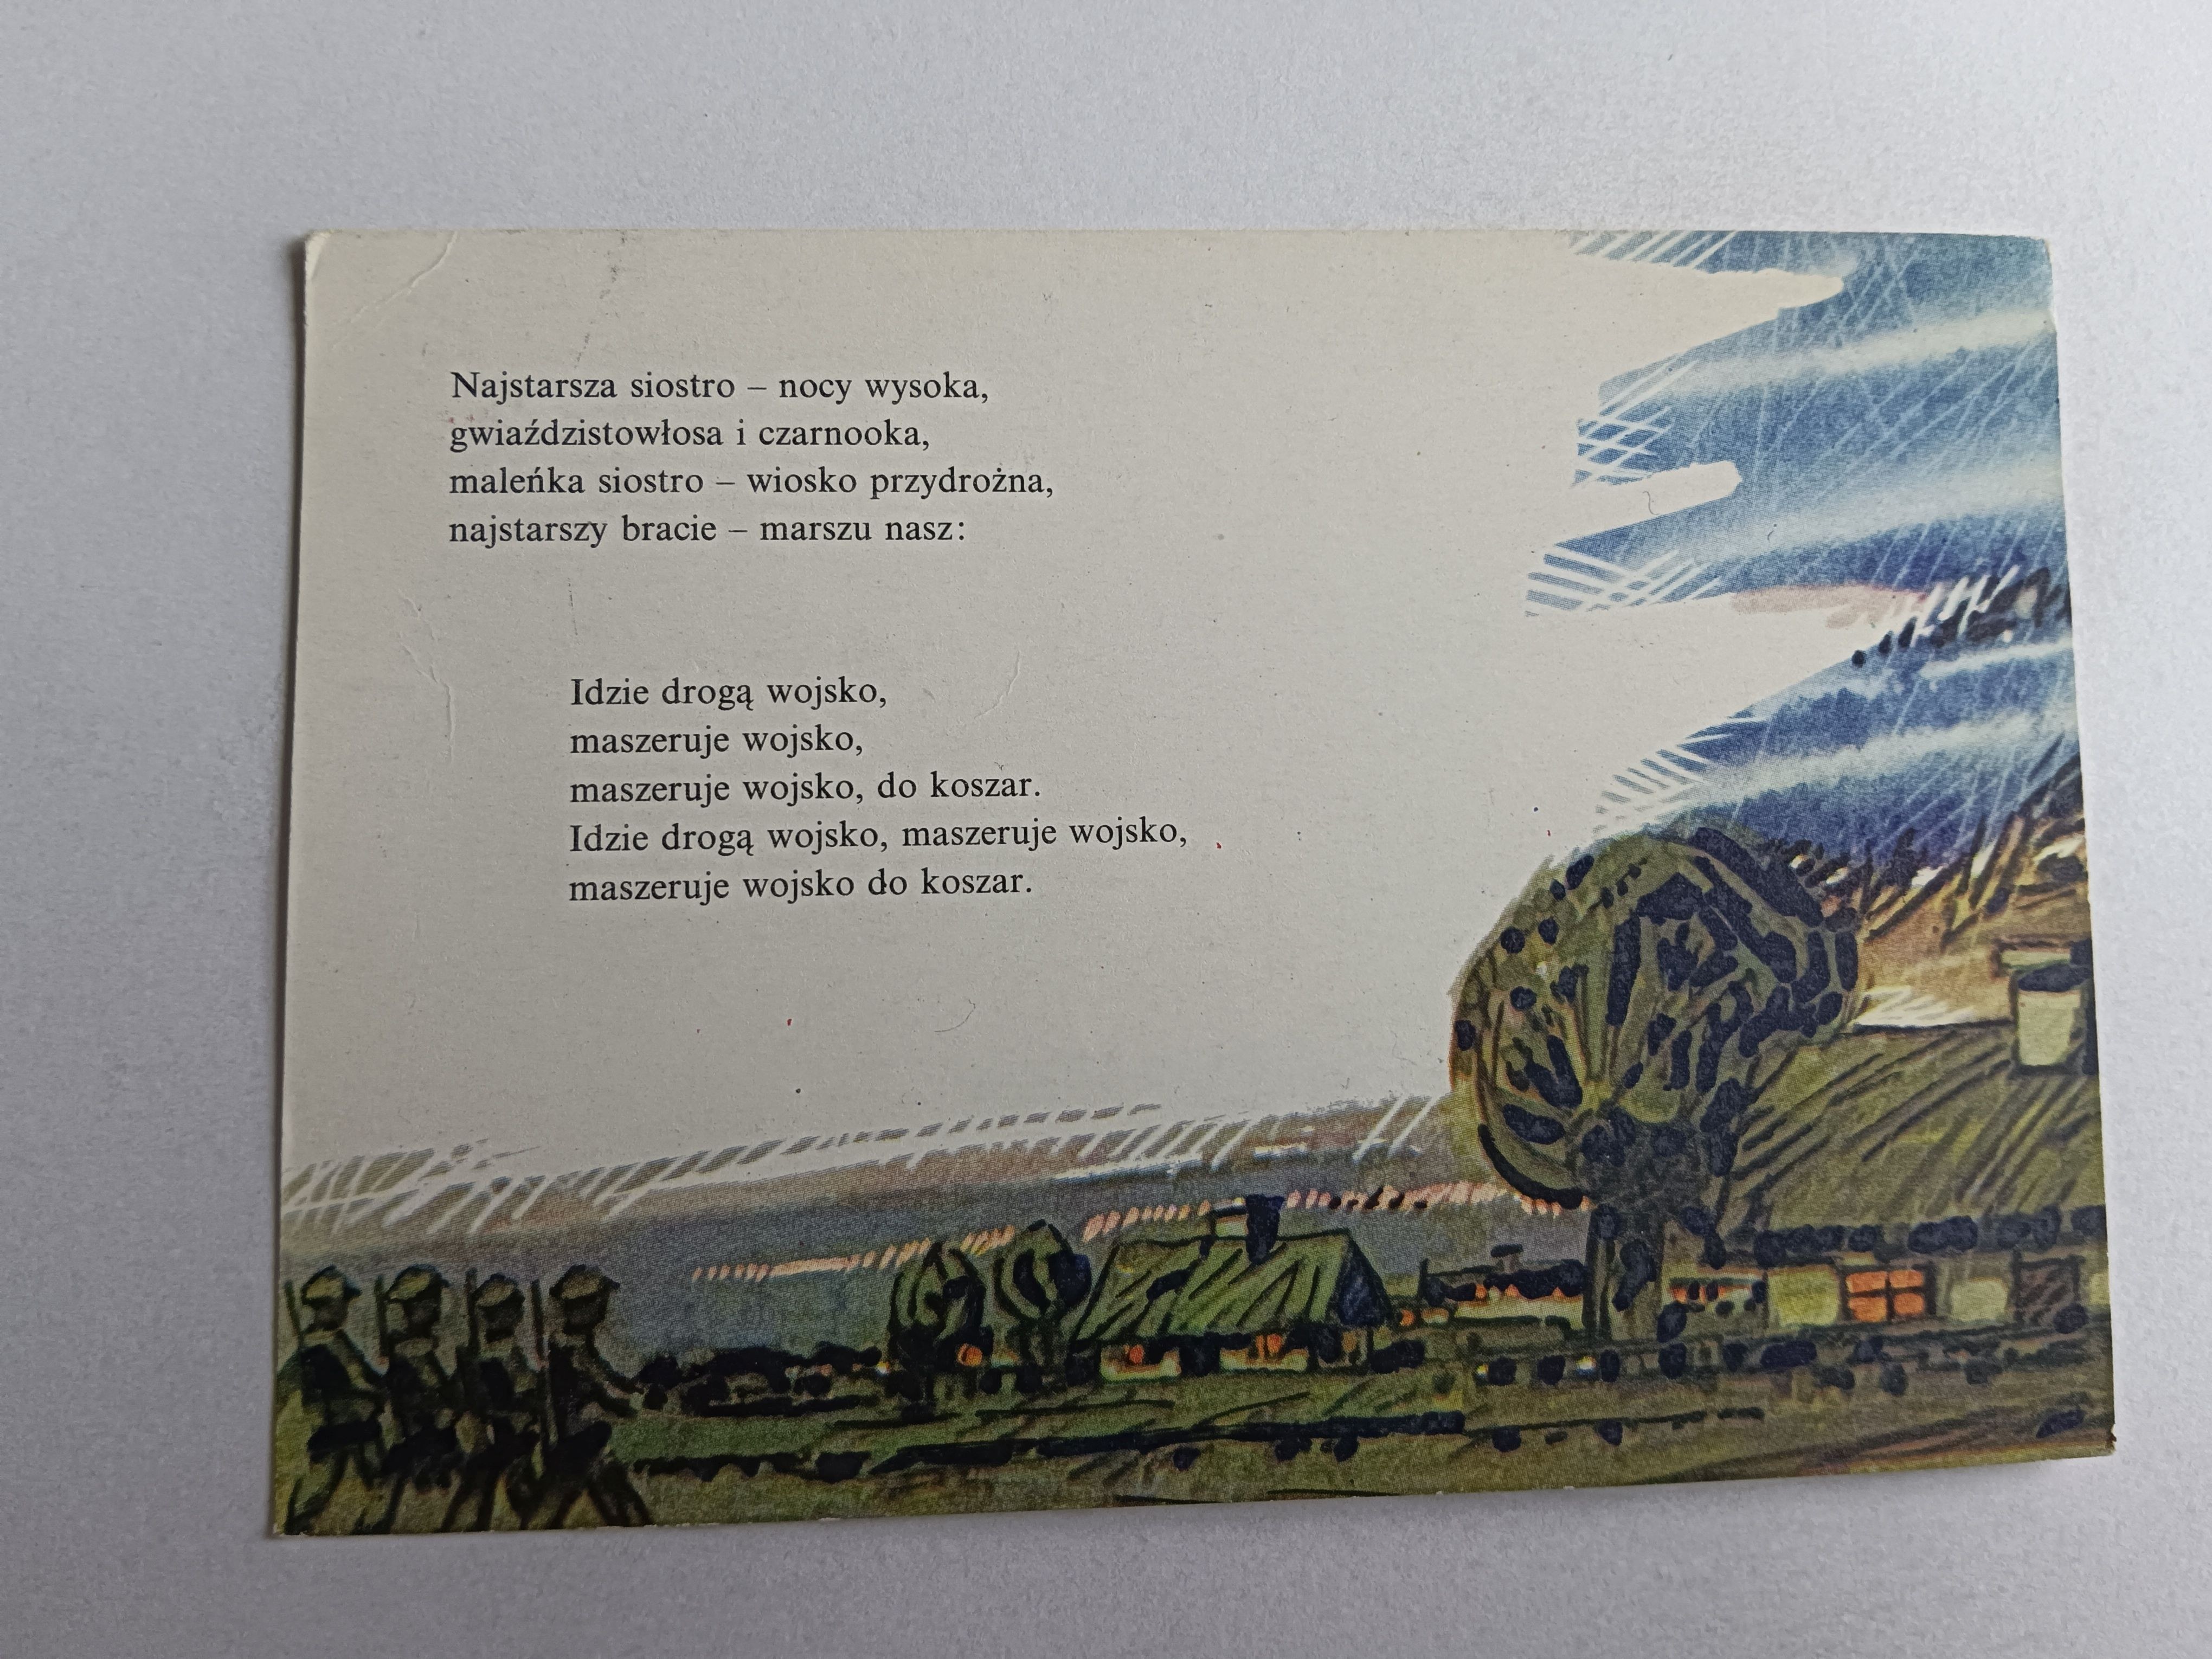 Najstarsza siostro – nocy wysoka,
gwiaździstowłosa i czarnooka,
maleńka siostro – wiosko przydrożna,
najstarszy bracie – marszu nasz:
Idzie drogą wojsko,
maszeruje wojsko,
maszeruje wojsko, do koszar.
Idzie drogą wojsko, maszeruje wojsko,
maszeruje wojsko do koszar.